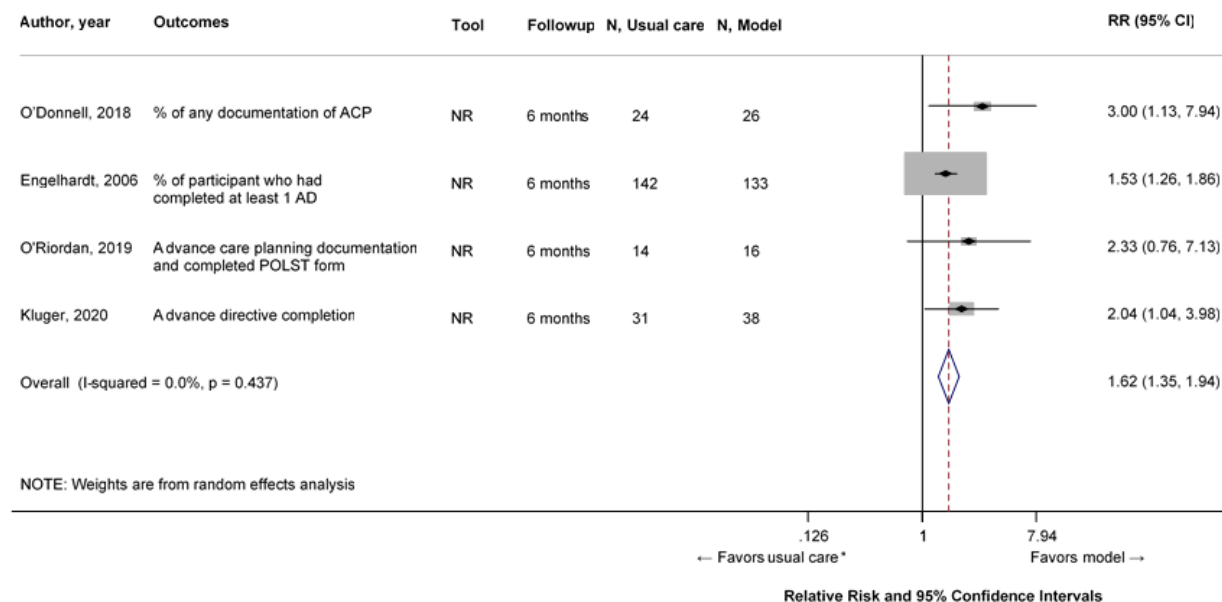 Author, year Outcomes Tool Followup N, Usual care N, Model RR (95% CI)
O'Donnell, 2018 % of any documentation of ACP NR 6 months 24 26 3.00 (1.13, 7.94)
Engelhardt, 2006 % of participant who had NR 6 months 142 133 1.53 (1.26, 1.86)
completed at least 1 AD
O'Riordan, 2019 Advance care planning documentation NR 6 months 14 16 2.33 (0.76, 7.13)
and completed POLST form
Kluger, 2020 Advance directive completion NR 6 months 31 38 2.04 (1.04, 3.98)
Overall (I-squared = 0.0%, p = 0.437) 1.62 (1.35, 1.94)
NOTE: Weights are from random effects analysis
.126 1 7.94
← Favors usual care* Favors model →
Relative Risk and 95% Confidence Intervals